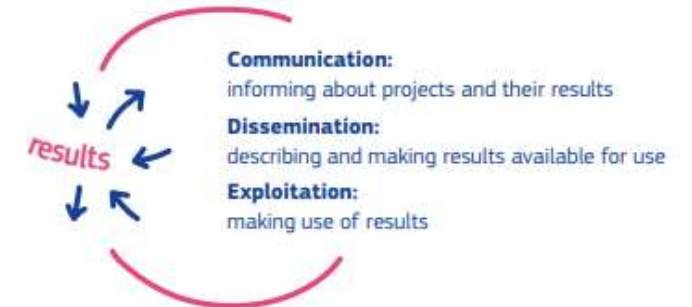 results
Communication:
informing about projects and their results
Dissemination:
describing and making results available for use
Exploitation:
making use of results